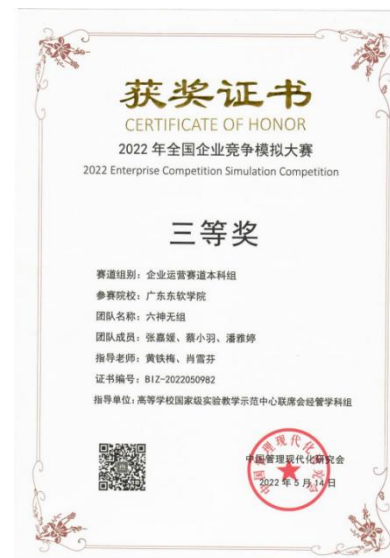 获奖证书
CERTIFICATE OF HONOR
2022 年全国企业竞争模拟大赛
2022 Enterprise Competition Simulation Competition
三等奖
赛道组别：企业运营赛道本科组
参赛院校：广东东软学院
团队名称：六神无组
团队成员：张嘉媛、蔡小羽、潘雅婷
指导老师：黄铁梅、肖雪芬
证书编号：BIZ-2022050982
指导单位：高等学校国家级实验教学示范中心联席会经管学科组
中国管理现代化研究会
2022 年 5 月 14 日